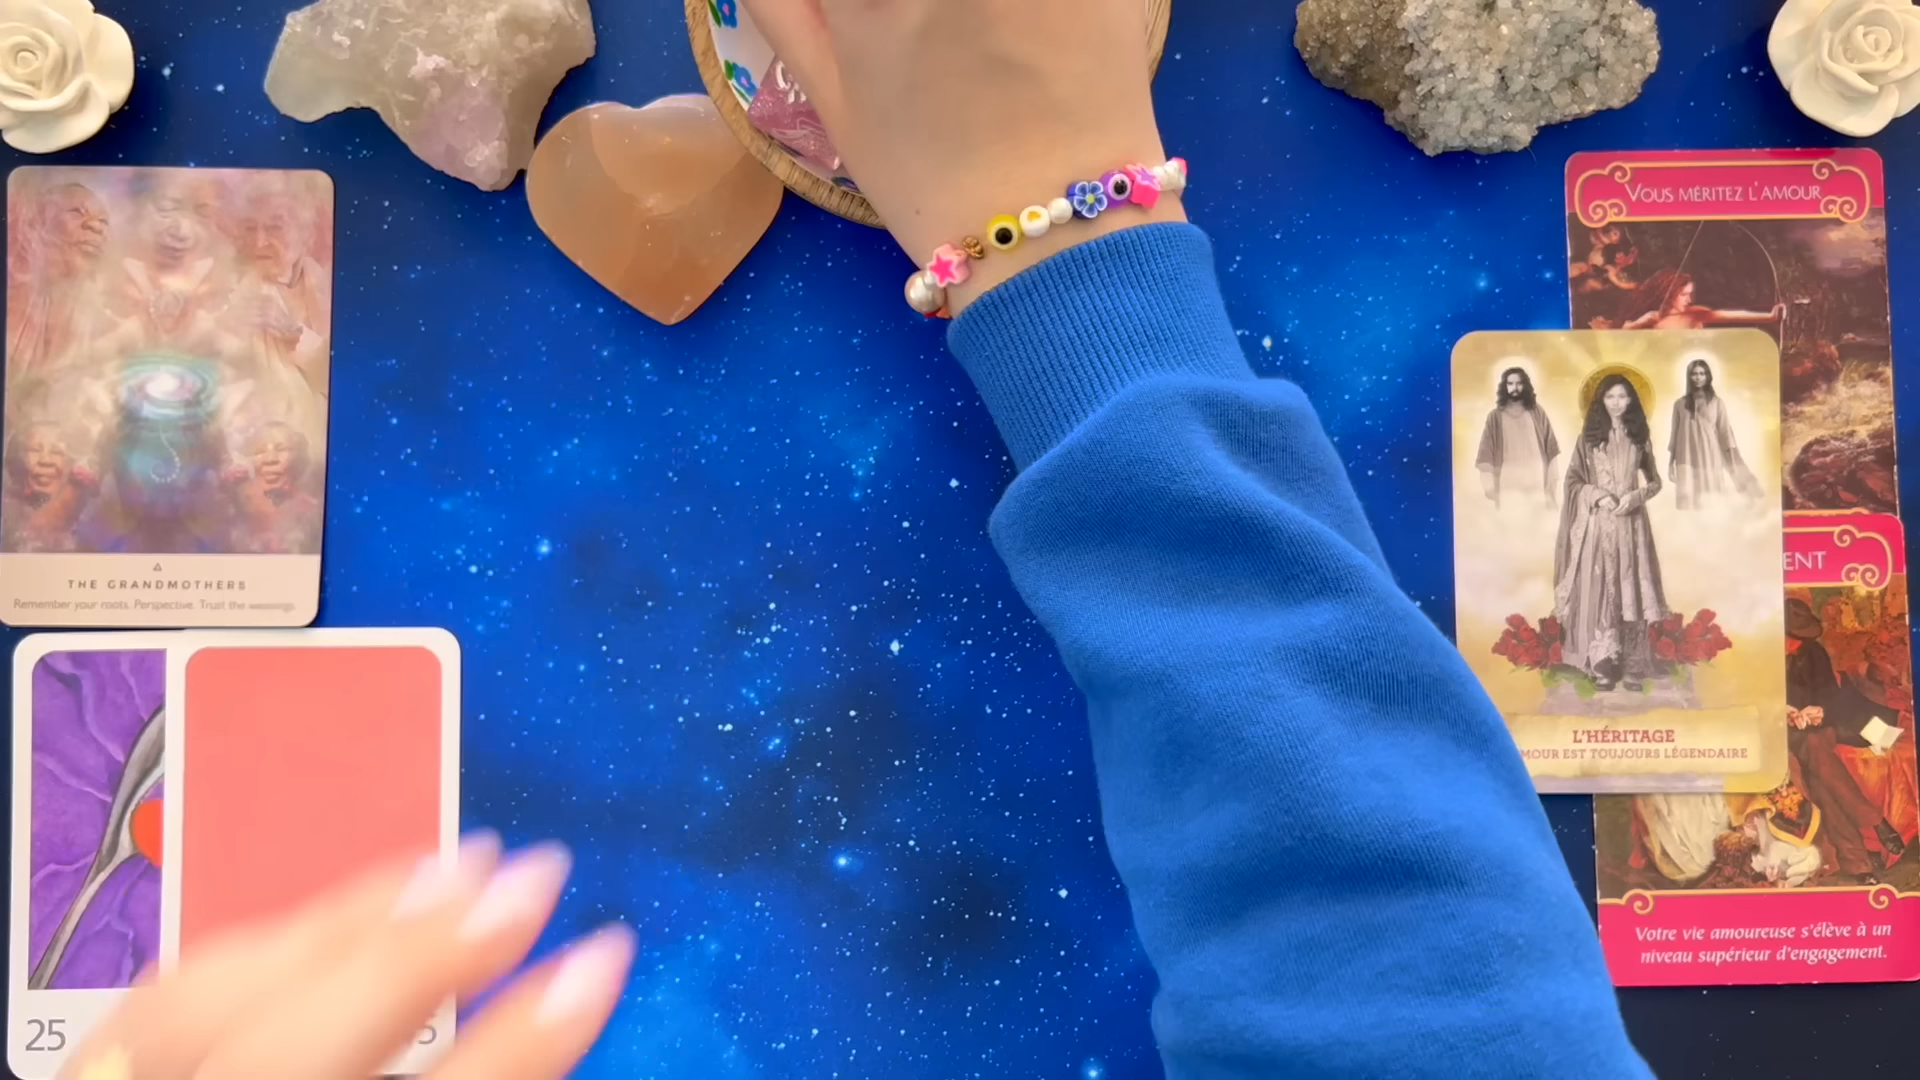 THE GRANDMOTHERS
Remember your roots. Perspective. Trust the
25
5
VOUS MÉRITEZ L'AMOUR
ENT
L'HÉRITAGE
MOUR EST TOUJOURS LÉGENDAIRE
Votre vie amoureuse s'élève à un
niveau supérieur d'engagement.